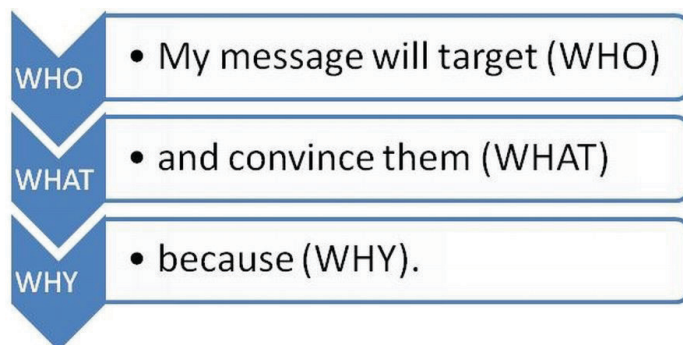 WHO
• My message will target (WHO)
WHAT
• and convince them (WHAT)
WHY
• because (WHY).